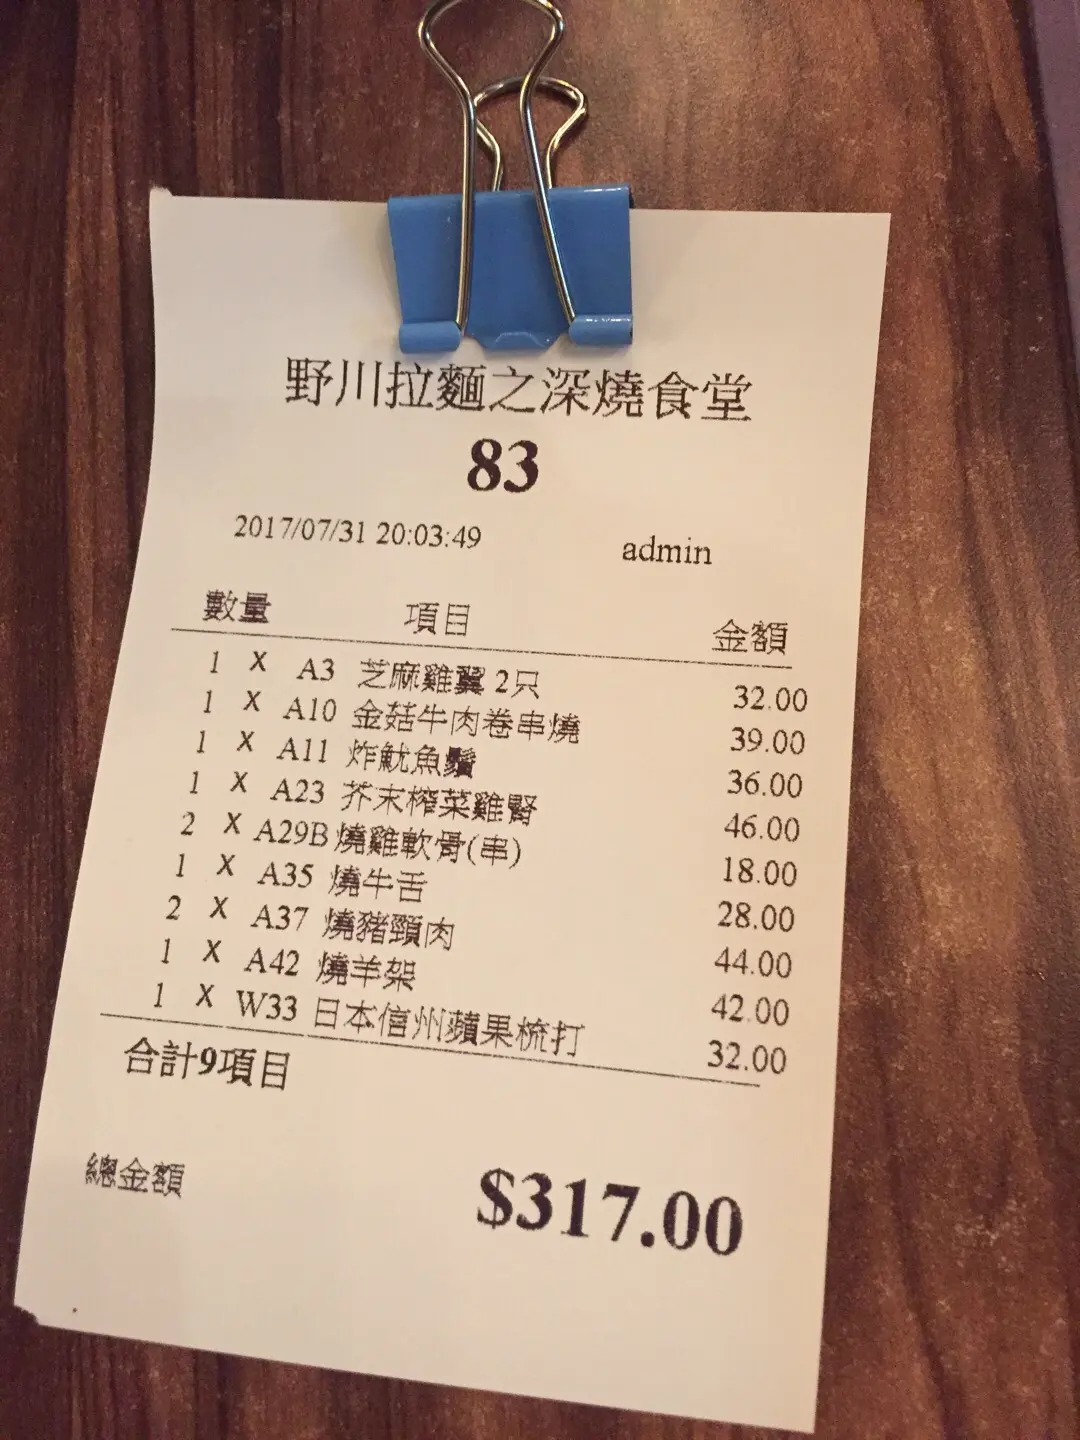 野川拉麵之深燒食堂
83
2017/07/31 20:03:49 admin
數量 項目 金額
1 X A3 芝麻雞翼 2只 32.00
1 X A10 金菇牛肉卷串燒 39.00
1 X A11 炸魷魚鬚 36.00
1 X A23 芥末榨菜雞腎 46.00
2 X A29B 燒雞軟骨(串) 18.00
1 X A35 燒牛舌 28.00
2 X A37 燒豬頸肉 44.00
1 X A42 燒羊架 42.00
1 X W33 日本信州蘋果梳打 32.00
合計9項目
總金額 $317.00